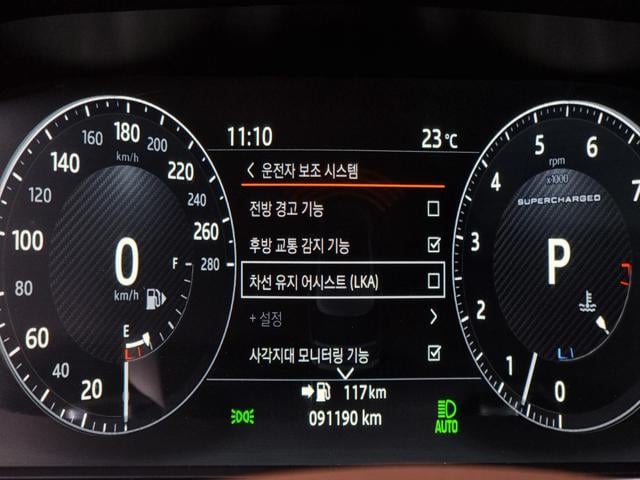 11:10 23°C
< 운전자 보조 시스템
전방 경고 기능
후방 교통 감지 기능
차선 유지 어시스트 (LKA)
+ 설정 >
사각지대 모니터링 기능
117km
091190 km
AUTO
20
40
60
80
100
120
140
160
180
200
220
240
260
280
km/h
0
km/h
F
E
0
1
2
3
4
5
6
7
rpm
x1000
SUPERCHARGED
P